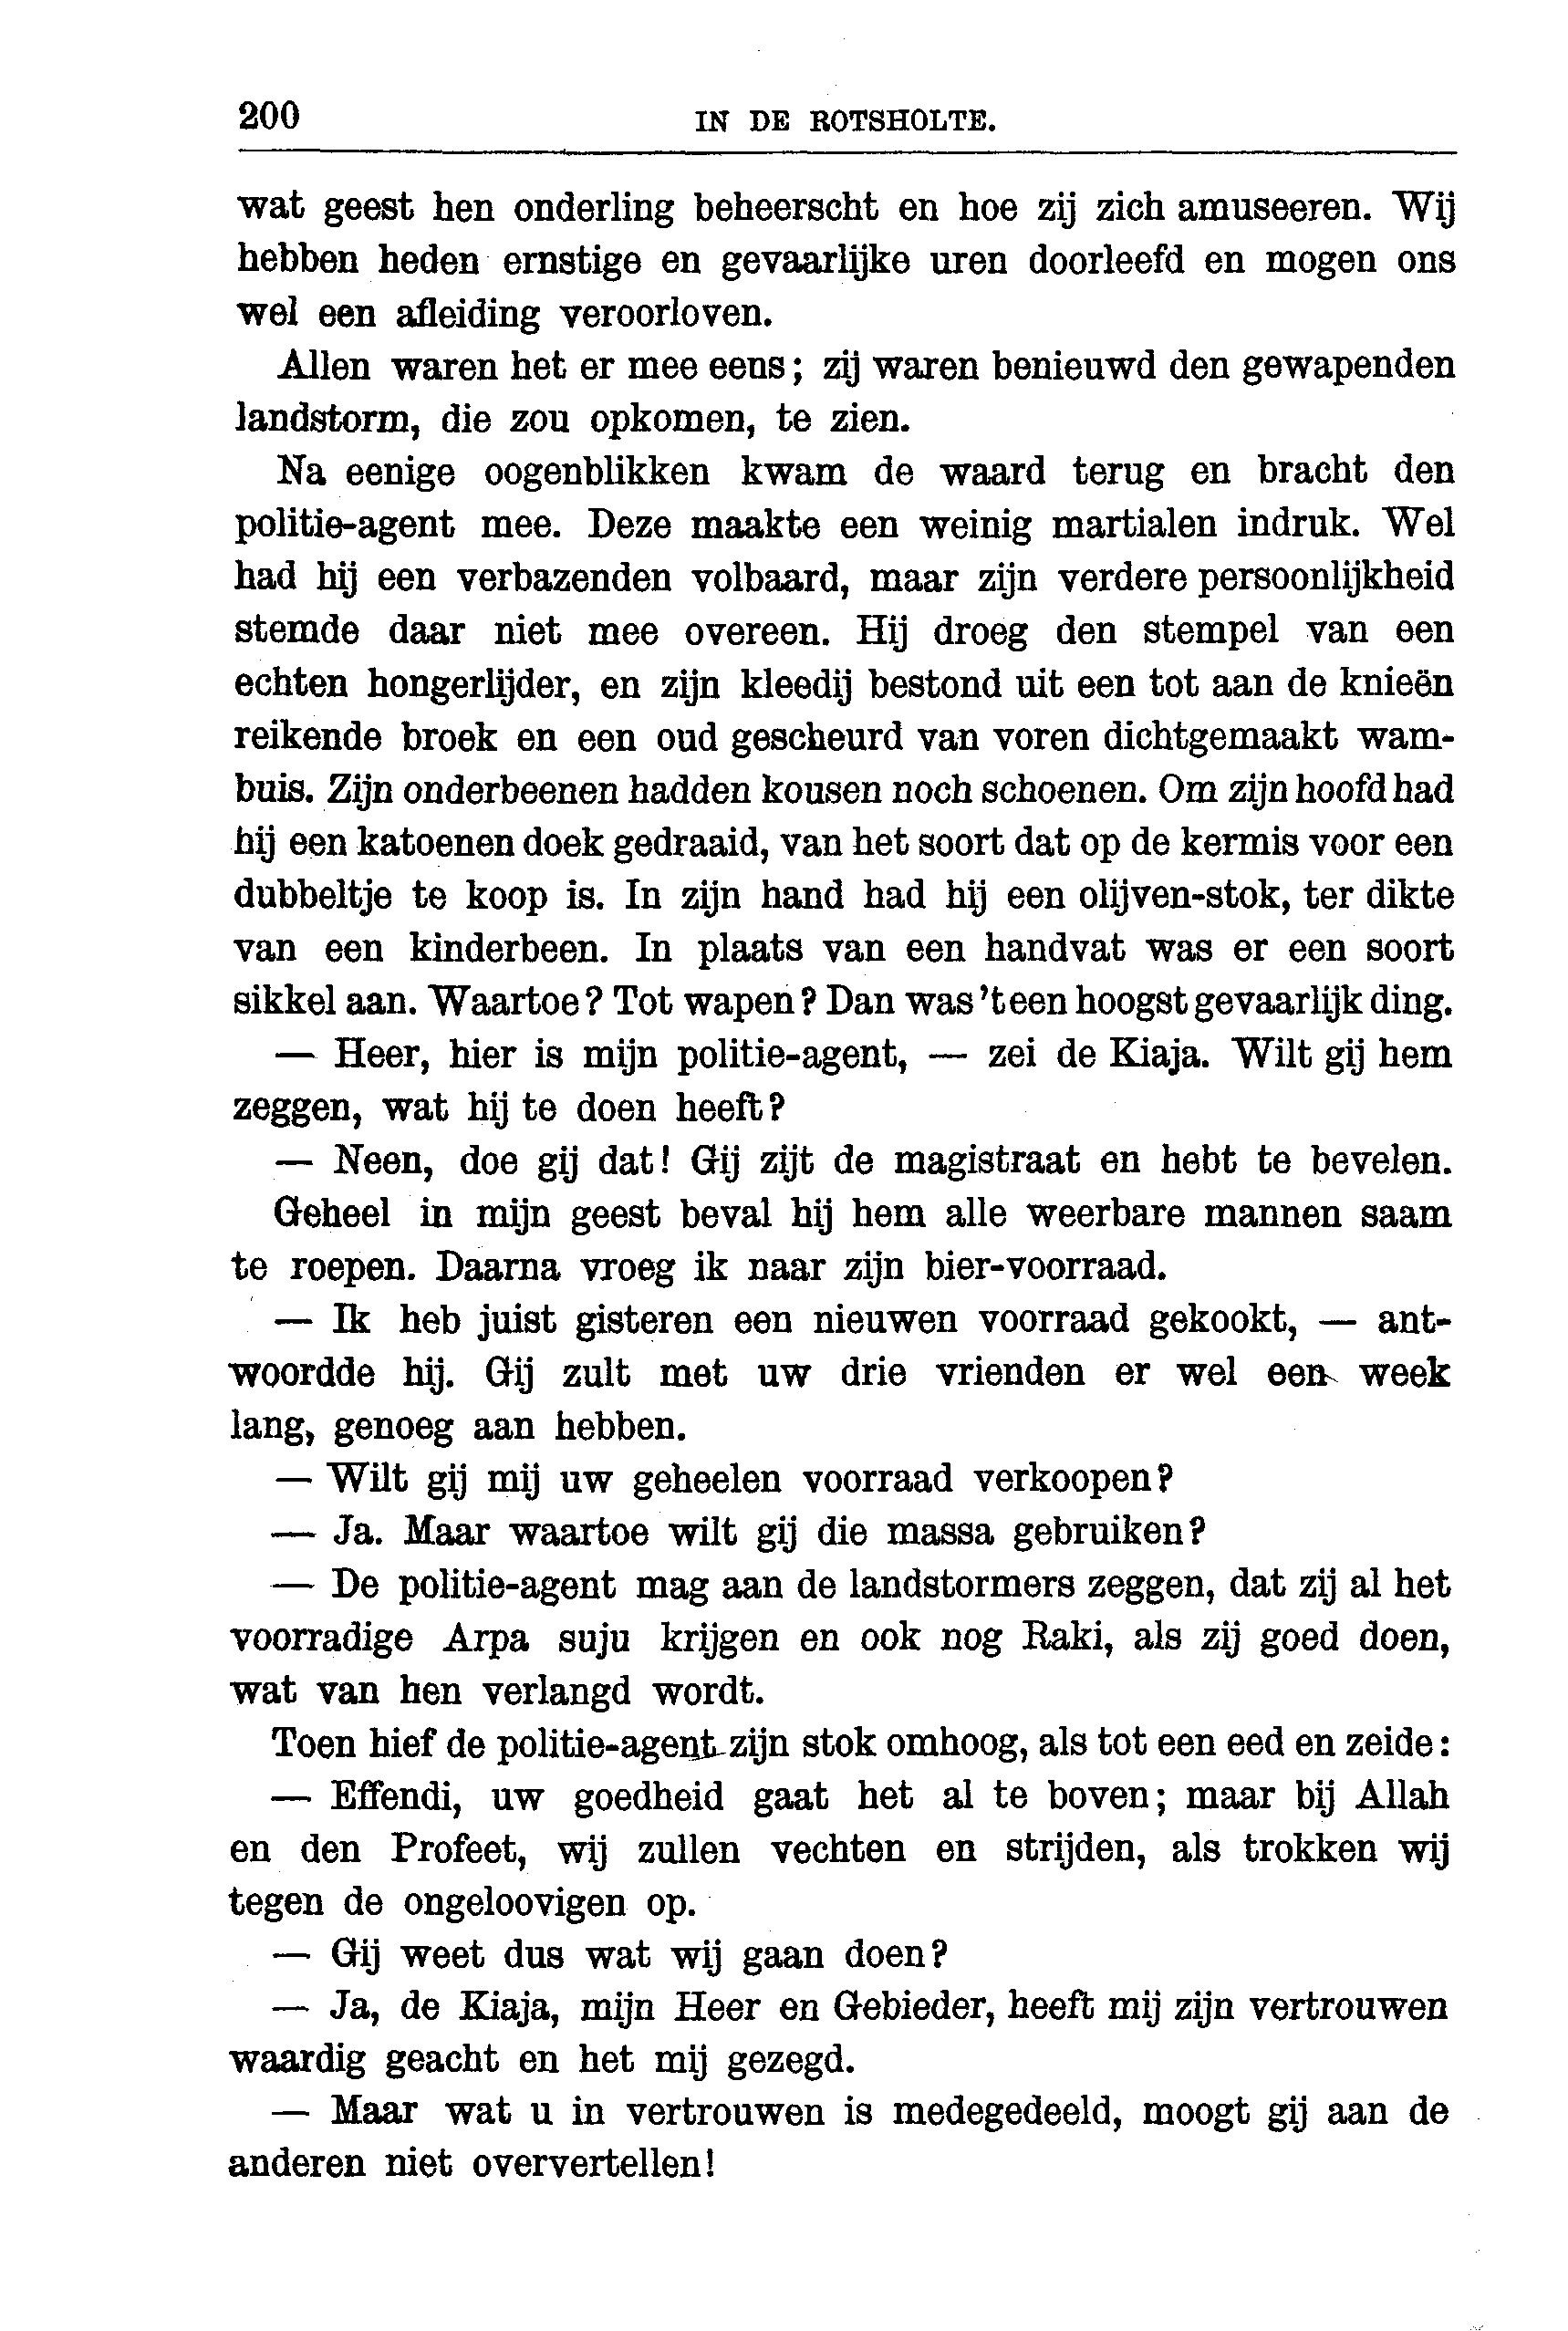 200 IN DE ROTSHOLTE.
wat geest hen onderling beheerscht en hoe zij zich amuseeren. Wij
hebben heden ernstige en gevaarlijke uren doorleefd en mogen ons
wel een afleiding veroorloven.
Allen waren het er mee eens; zij waren benieuwd den gewapenden
landstorm, die zou opkomen, te zien.
Na eenige oogenblikken kwam de waard terug en bracht den
politie-agent mee. Deze maakte een weinig martialen indruk. Wel
had hij een verbazenden volbaard, maar zijn verdere persoonlijkheid
stemde daar niet mee overeen. Hij droeg den stempel van een
echten hongerlijder, en zijn kleedij bestond uit een tot aan de knieën
reikende broek en een oud gescheurd van voren dichtgemaakt wam-
buis. Zijn onderbeenen hadden kousen noch schoenen. Om zijn hoofd had
hij een katoenen doek gedraaid, van het soort dat op de kermis voor een
dubbeltje te koop is. In zijn hand had hij een olijven-stok, ter dikte
van een kinderbeen. In plaats van een handvat was er een soort
sikkel aan. Waartoe? Tot wapen? Dan was 't een hoogst gevaarlijk ding.
— Heer, hier is mijn politie-agent, — zei de Kiaja. Wilt gij hem
zeggen, wat hij te doen heeft?
— Neen, doe gij dat! Gij zijt de magistraat en hebt te bevelen.
Geheel in mijn geest beval hij hem alle weerbare mannen saam
te roepen. Daarna vroeg ik naar zijn bier-voorraad.
— Ik heb juist gisteren een nieuwen voorraad gekookt, — ant-
woordde hij. Gij zult met uw drie vrienden er wel een week
lang, genoeg aan hebben.
— Wilt gij mij uw geheelen voorraad verkoopen?
— Ja. Maar waartoe wilt gij die massa gebruiken?
— De politie-agent mag aan de landstormers zeggen, dat zij al het
voorradige Arpa suju krijgen en ook nog Raki, als zij goed doen,
wat van hen verlangd wordt.
Toen hief de politie-agent zijn stok omhoog, als tot een eed en zeide:
— Effendi, uw goedheid gaat het al te boven; maar bij Allah
en den Profeet, wij zullen vechten en strijden, als trokken wij
tegen de ongeloovigen op.
— Gij weet dus wat wij gaan doen?
— Ja, de Kiaja, mijn Heer en Gebieder, heeft mij zijn vertrouwen
waardig geacht en het mij gezegd.
— Maar wat u in vertrouwen is medegedeeld, moogt gij aan de
anderen niet oververtellen!